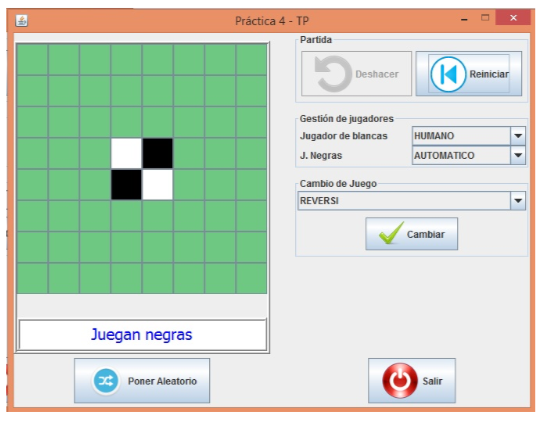 Práctica 4 - TP
Partida
Deshacer
Reiniciar
Gestión de jugadores
Jugador de blancas HUMANO
J. Negras AUTOMATICO
Cambio de Juego
REVERSI
Cambiar
Juegan negras
Poner Aleatorio
Salir